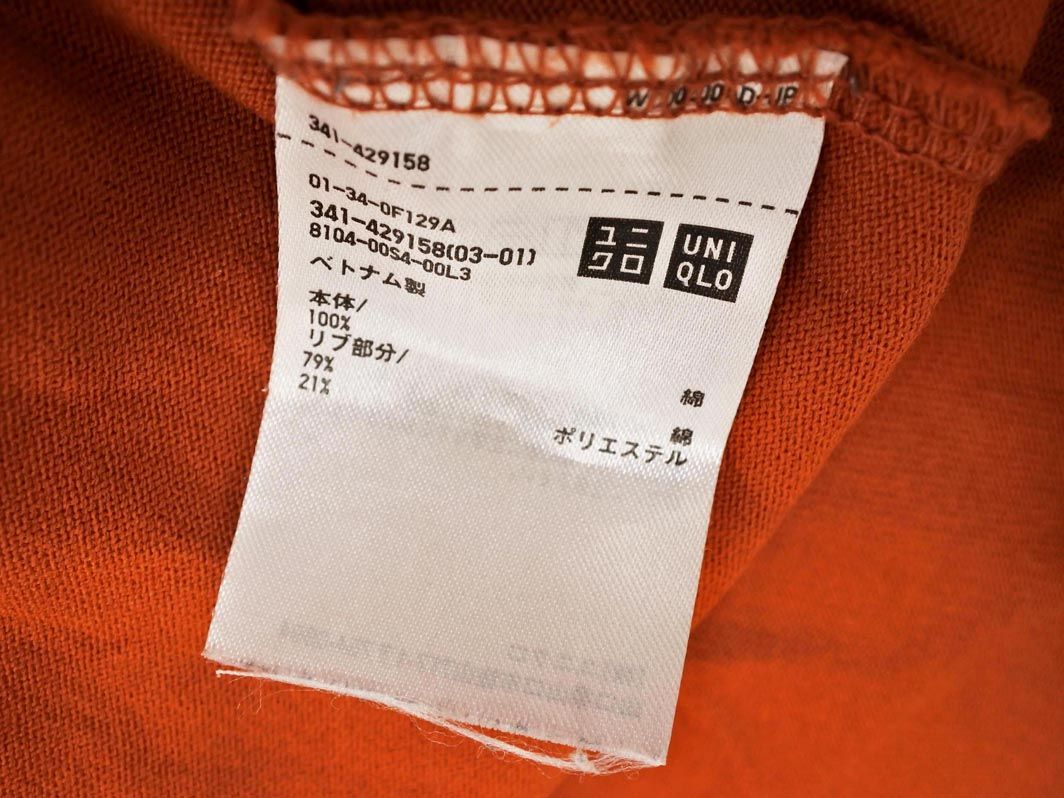 341-429158
01-34-0F129A
341-429158(03-01)
8104-00S4-00L3
ユニ
クロ
UNI
QLO
ベトナム製
本体/
100% 綿
リブ部分/
79% 綿
21% ポリエステル